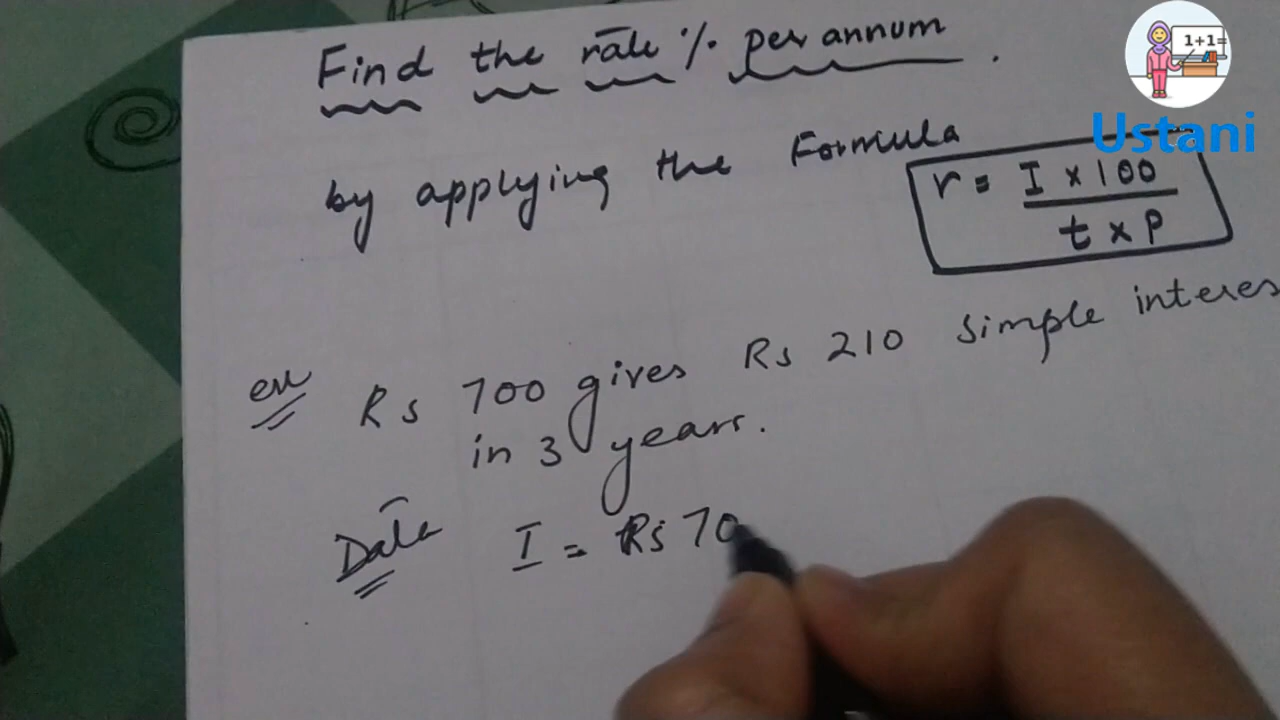 Find the rate % per annum.
by applying the Formula
r = I × 100
t × P
ex Rs 700 gives Rs 210 simple interes
in 3 years.
Data I = Rs 70
1+1=
Ustani